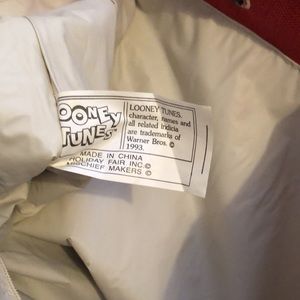 LOONEY
TUNES™
LOONEY TUNES,
character, names and
all related indicia
are trademarks of
Warner Bros. ©
1993.
MADE IN CHINA
HOLIDAY FAIR INC.©
MISCHIEF MAKERS ©